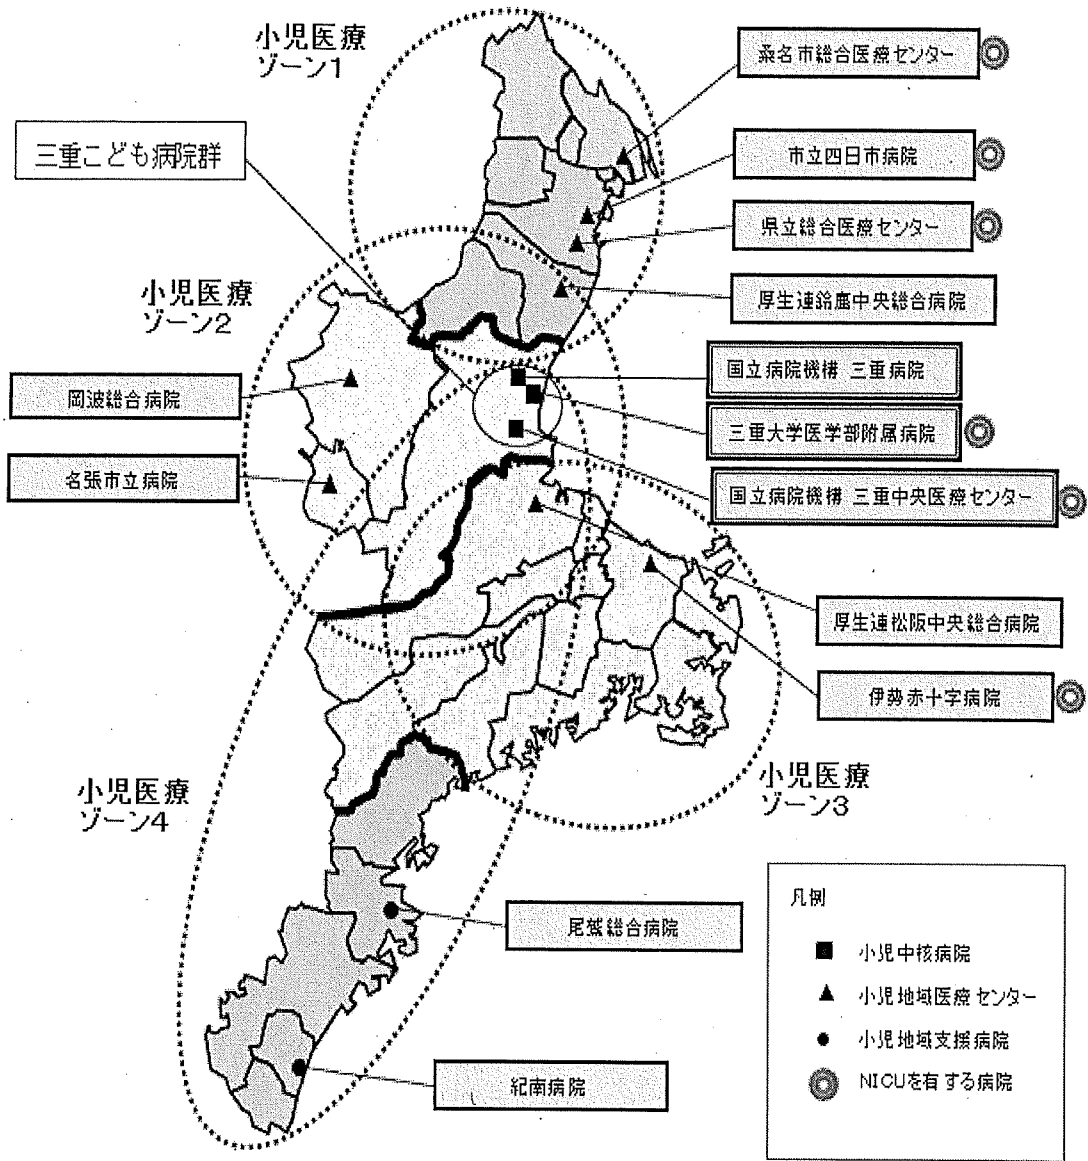 小児医療
ゾーン1
桑名市総合医療センター
三重こども病院群
市立四日市病院
県立総合医療センター
小児医療
ゾーン2
厚生連鈴鹿中央総合病院
国立病院機構 三重病院
岡波総合病院
三重大学医学部附属病院
名張市立病院
国立病院機構 三重中央医療センター
厚生連松阪中央総合病院
伊勢赤十字病院
小児医療
ゾーン3
小児医療
ゾーン4
凡例
尾鷲総合病院
小児中核病院
小児地域医療センター
小児地域支援病院
紀南病院
NICUを有する病院